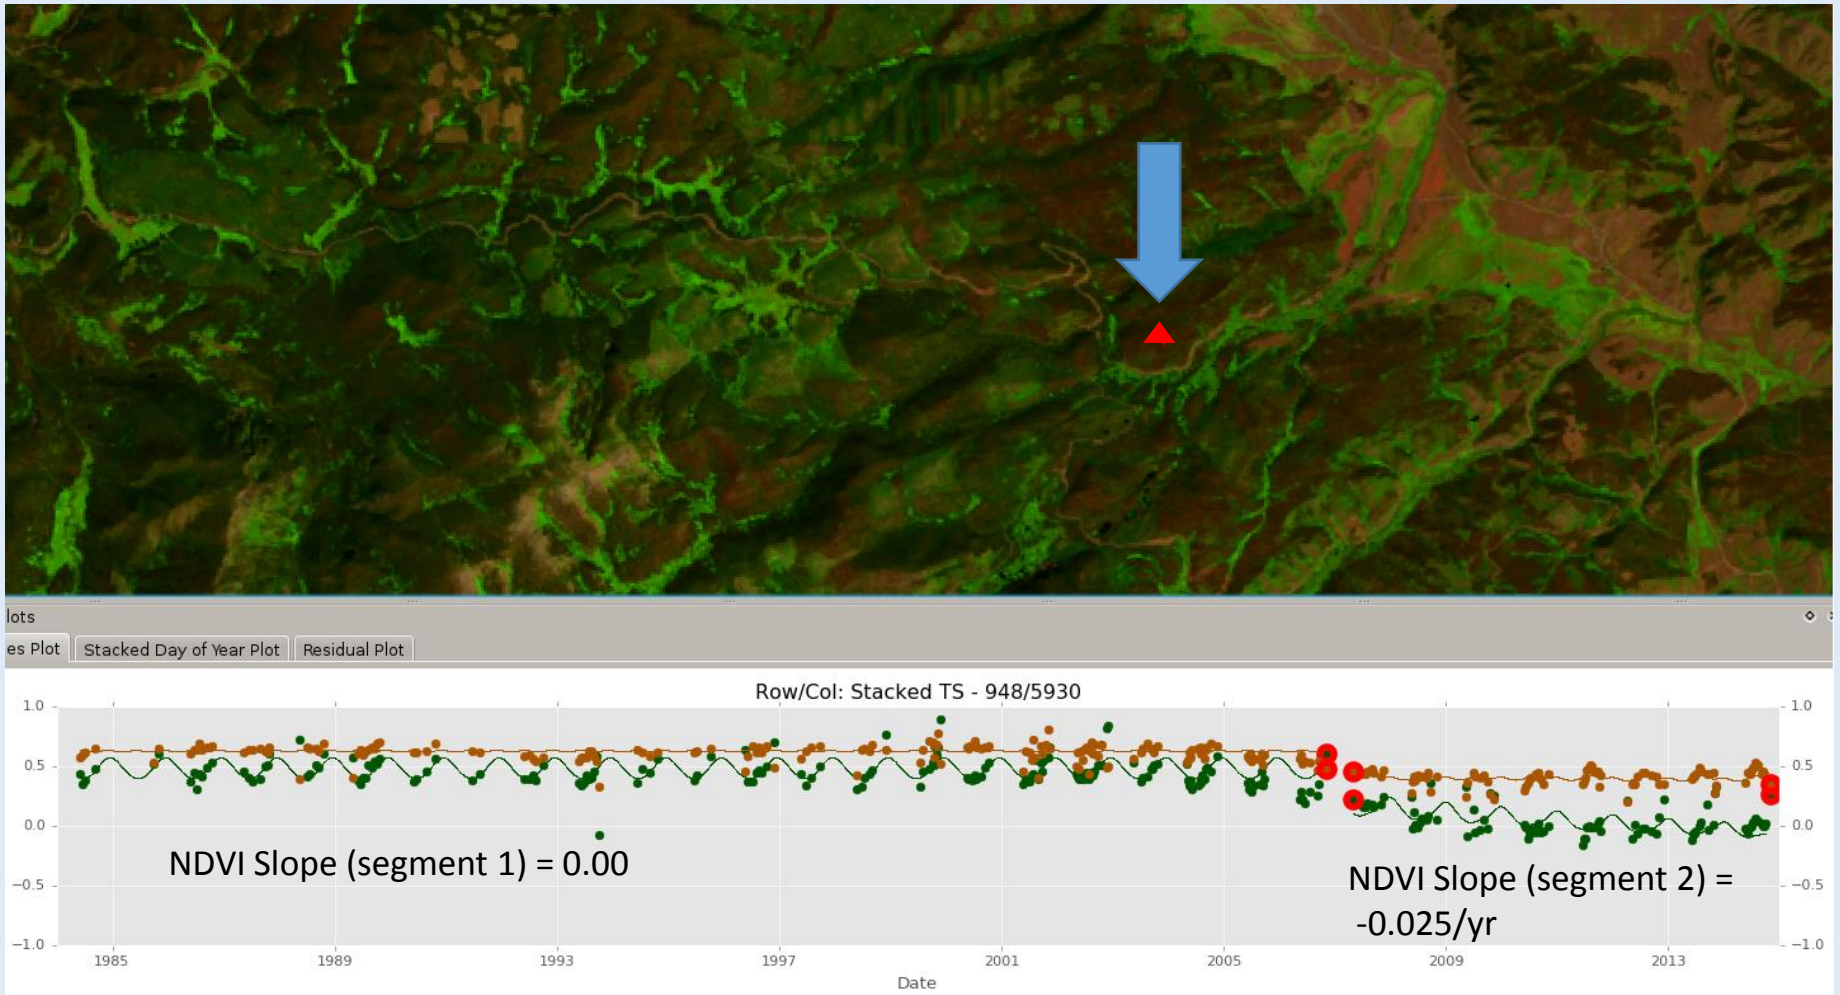 lots
es Plot Stacked Day of Year Plot Residual Plot
Row/Col: Stacked TS - 948/5930
1.0 1.0
0.5 0.5
0.0 0.0
NDVI Slope (segment 1) = 0.00
NDVI Slope (segment 2) =
-0.025/yr
−0.5 −0.5
−1.0 −1.0
1985 1989 1993 1997 2001 2005 2009 2013
Date